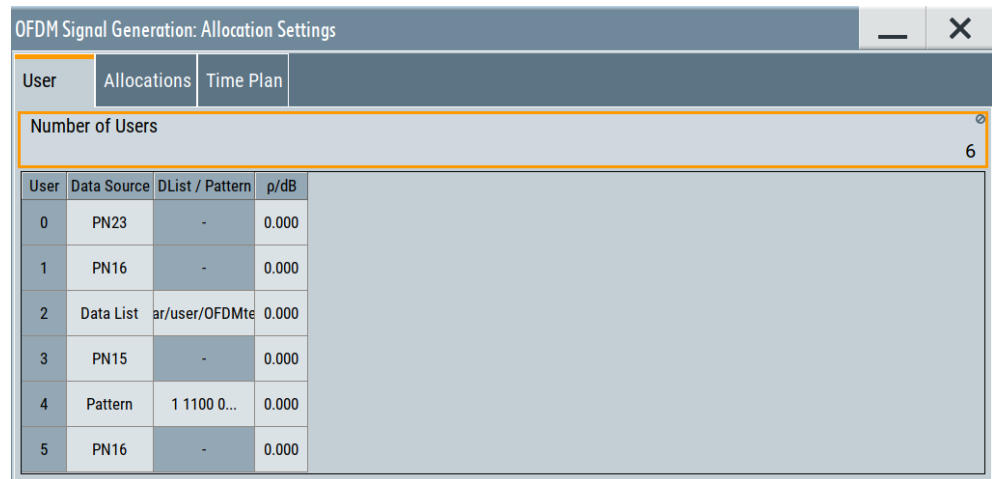 OFDM Signal Generation: Allocation Settings
User Allocations Time Plan
Number of Users
6
User Data Source DList / Pattern ρ/dB
0 PN23 - 0.000
1 PN16 - 0.000
2 Data List ar/user/OFDMte 0.000
3 PN15 - 0.000
4 Pattern 1 1100 0... 0.000
5 PN16 - 0.000